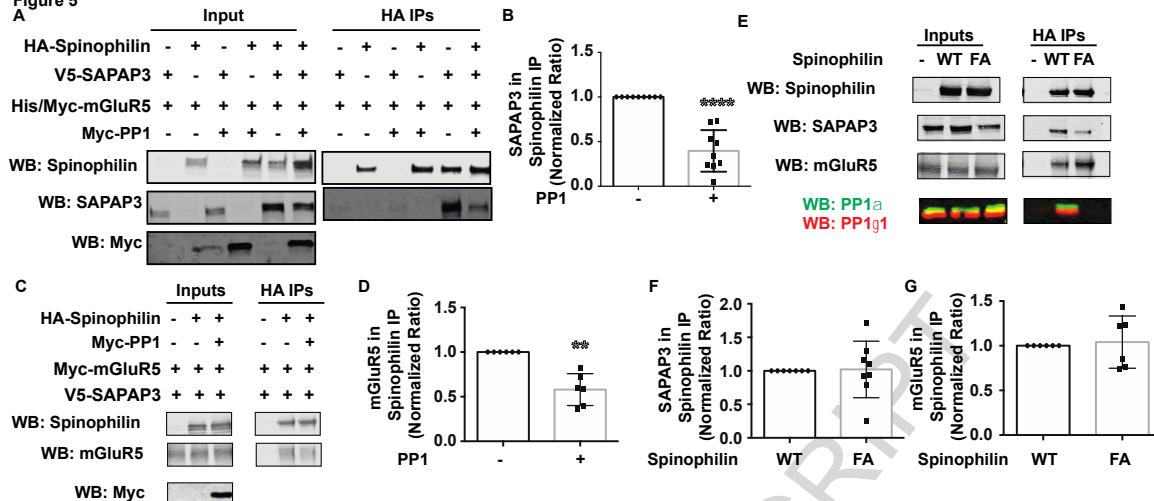 Figure 5
A
Input
HA IPs
HA-Spinophilin - + - + + + - + - + + +
V5-SAPAP3 + - + - + + + - + - + +
His/Myc-mGluR5 + + + + + + + + + + + +
Myc-PP1 - - + + - + - - + + - +
WB: Spinophilin
WB: SAPAP3
WB: Myc
B
SAPAP3 in
Spinophilin IP
(Normalized Ratio)
1.5
1.0
0.5
0.0
****
PP1 - +
C
Inputs HA IPs
HA-Spinophilin - + + - + +
Myc-PP1 - - + - - +
Myc-mGluR5 + + + + + +
V5-SAPAP3 + + + + + +
WB: Spinophilin
WB: mGluR5
WB: Myc
D
mGluR5 in
Spinophilin IP
(Normalized Ratio)
1.5
1.0
0.5
0.0
**
PP1 - +
E
Inputs HA IPs
Spinophilin - WT FA - WT FA
WB: Spinophilin
WB: SAPAP3
WB: mGluR5
WB: PP1a
WB: PP1g1
F
SAPAP3 in
Spinophilin IP
(Normalized Ratio)
2.0
1.5
1.0
0.5
0.0
Spinophilin WT FA
G
mGluR5 in
Spinophilin IP
(Normalized Ratio)
1.5
1.0
0.5
0.0
Spinophilin WT FA
RIPT